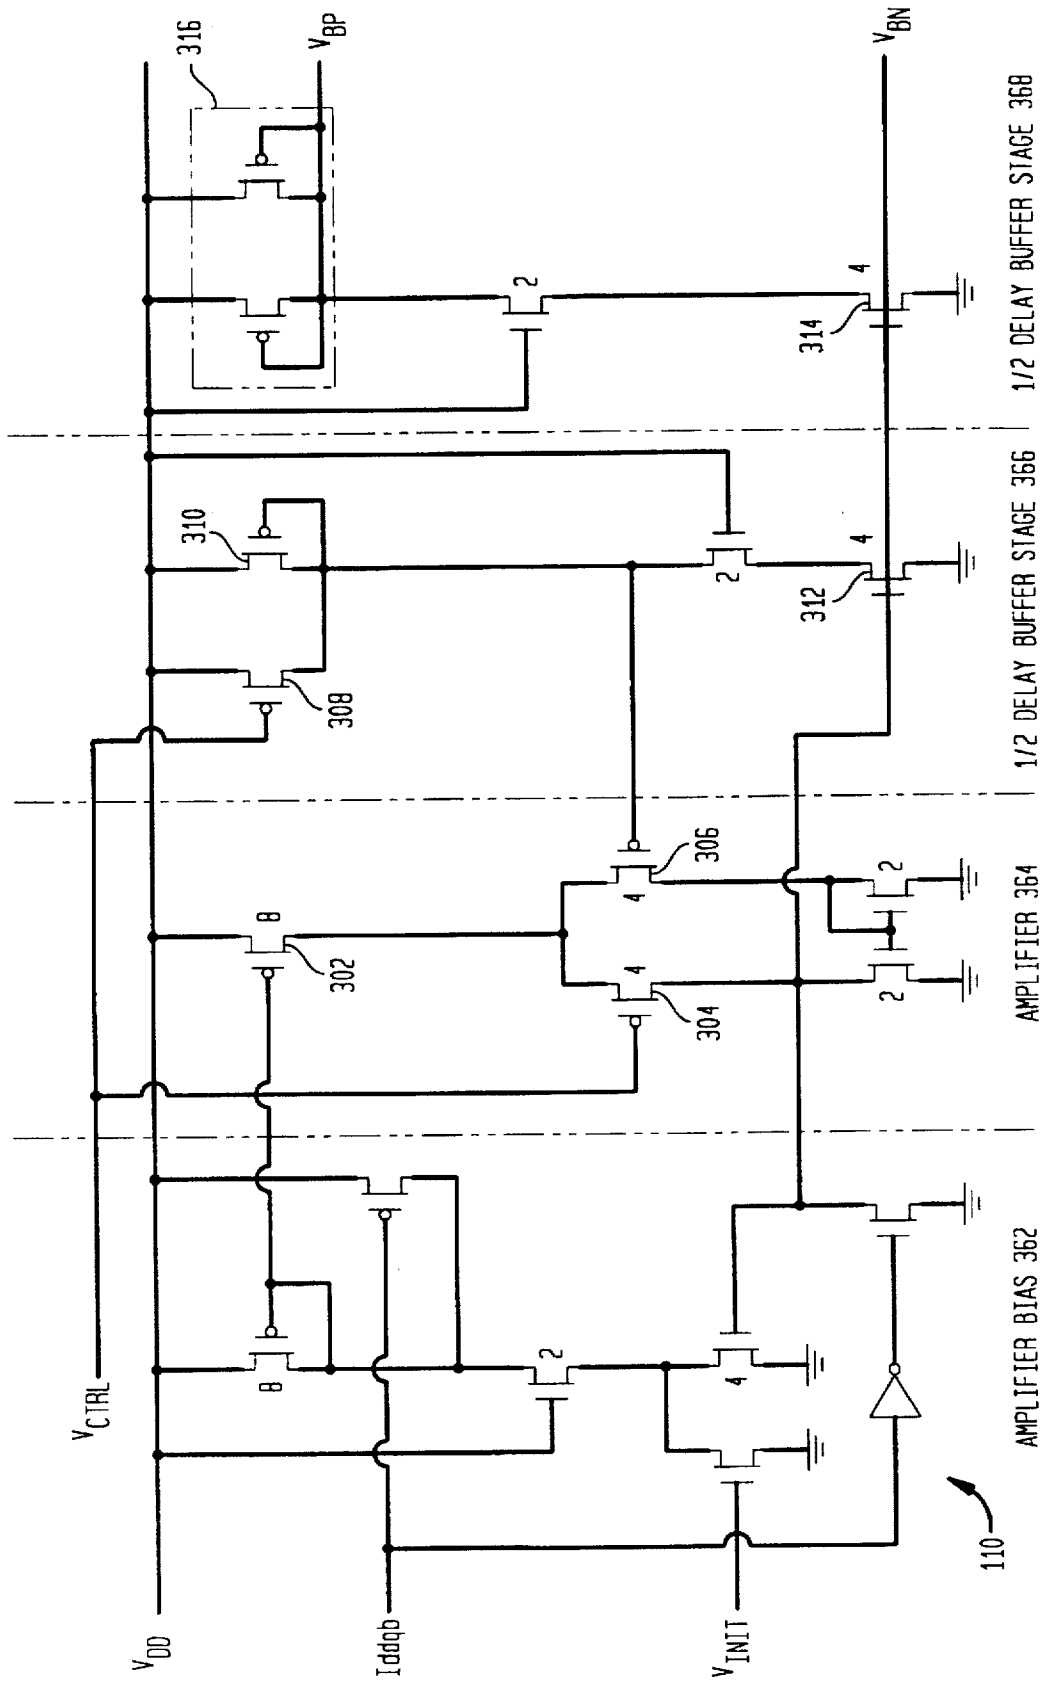 V_DD
V_CTRL
Iddqb
V_INIT
110
8
2
4
AMPLIFIER BIAS 362
8
302
4
304
4
306
2
2
AMPLIFIER 364
308
310
2
4
312
1/2 DELAY BUFFER STAGE 366
316
2
4
314
1/2 DELAY BUFFER STAGE 368
V_BP
V_BN